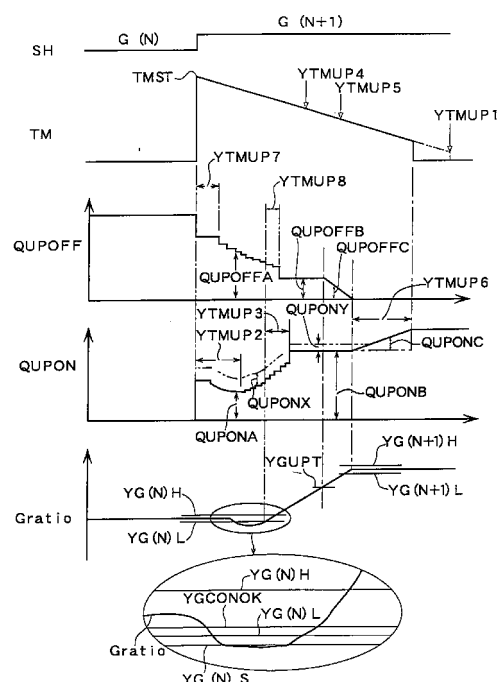 G (N)
G (N+1)
SH
TMST
YTMUP4
YTMUP5
YTMUP1
TM
YTMUP7
YTMUP8
QUPOFFB
QUPOFFC
QUPOFF
QUPOFFA
QUPONY
YTMUP6
YTMUP3
YTMUP2
QUPON
QUPONC
QUPONX
QUPONA
QUPONB
YGUPT
YG(N+1)H
YG(N)H
YG(N+1)L
Gratio
YG(N)L
YG(N)H
YGCONOK
YG(N)L
Gratio
YG(N)S